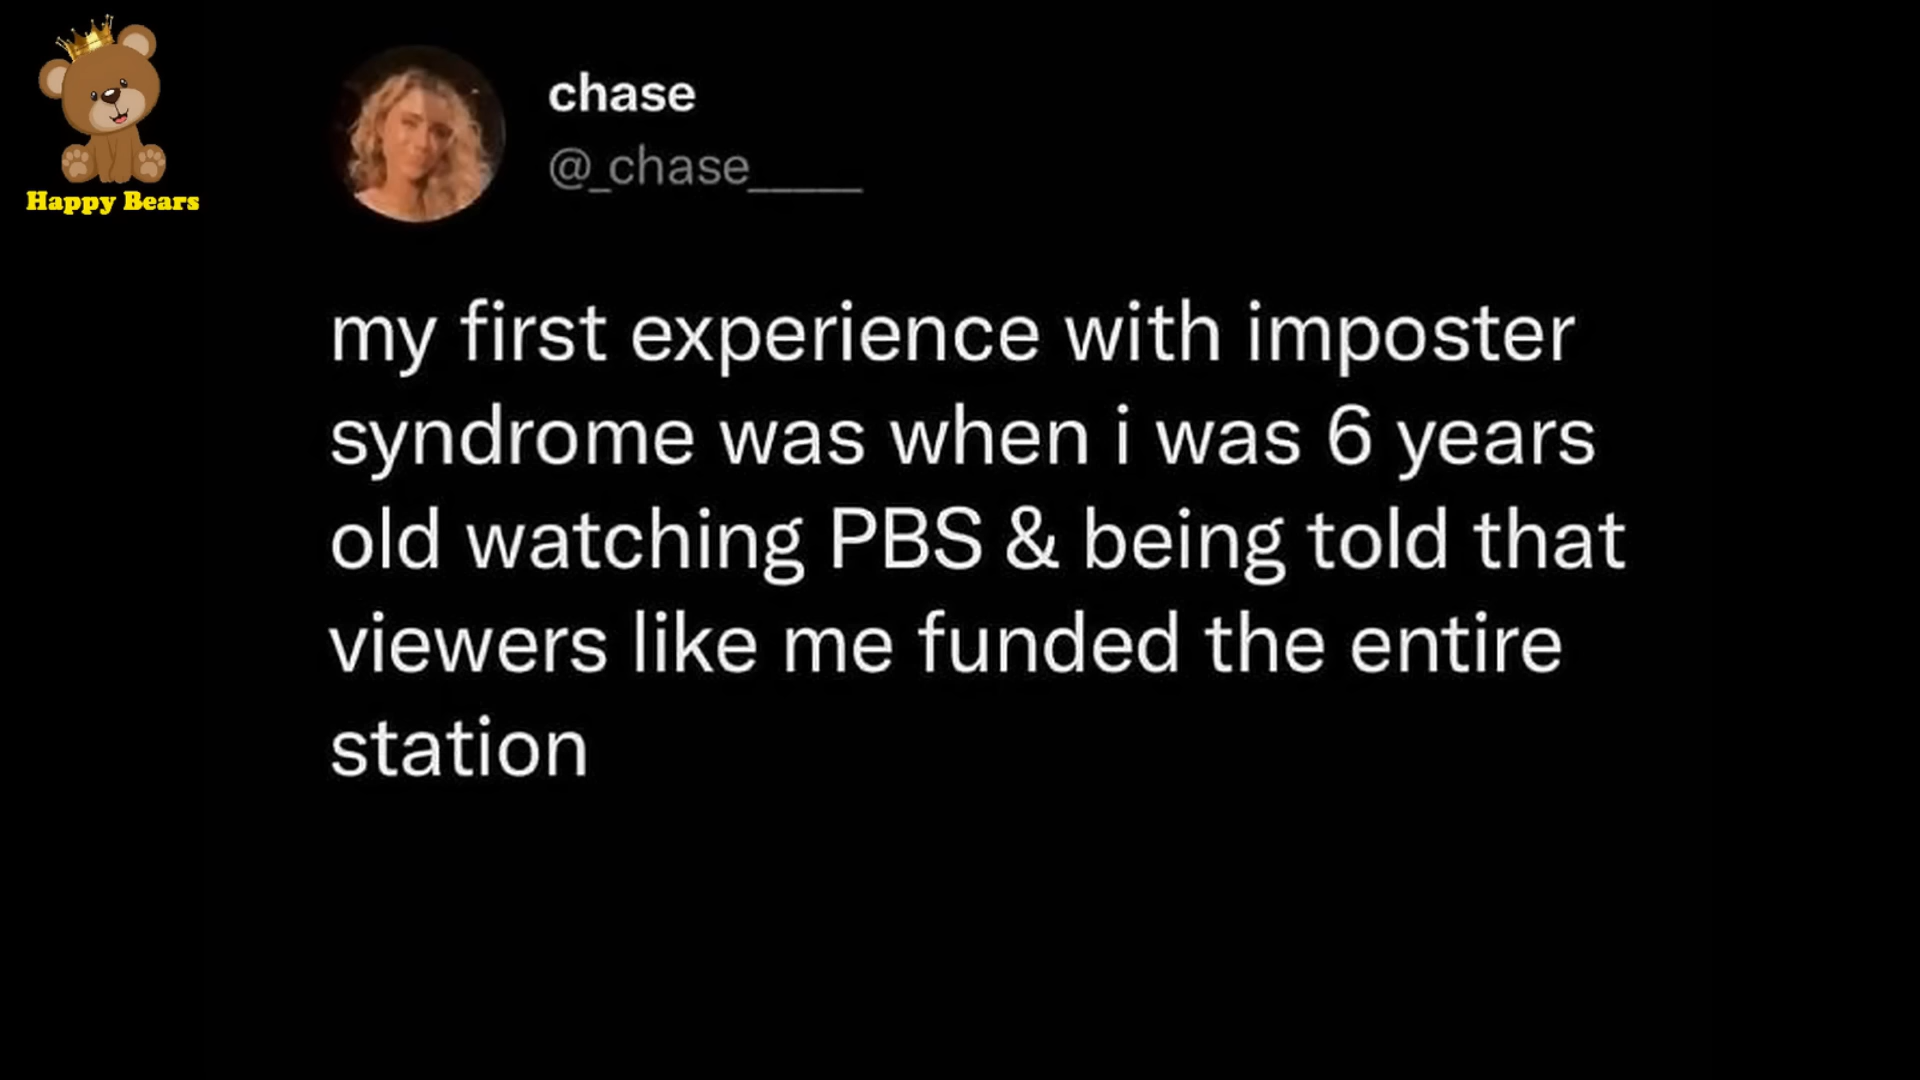 Happy Bears
chase
@_chase_____
my first experience with imposter
syndrome was when i was 6 years
old watching PBS & being told that
viewers like me funded the entire
station